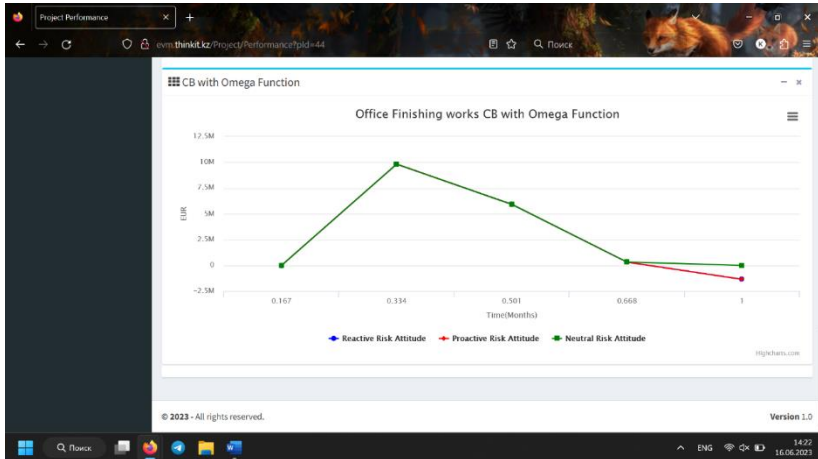 Project Performance
evm.thinkit.kz/Project/Performance?pId=44
Поиск
CB with Omega Function
Office Finishing works CB with Omega Function
12.5M
10M
7.5M
5M
2.5M
0
-2.5M
EUR
0.167
0.334
0.501
0.668
1
Time(Months)
Reactive Risk Attitude
Proactive Risk Attitude
Neutral Risk Attitude
Highcharts.com
© 2023 - All rights reserved.
Version 1.0
Поиск
ENG
14:22
16.06.2023